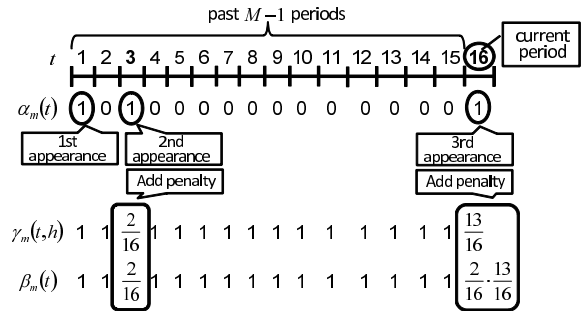 past M−1 periods
current period
t 1 2 3 4 5 6 7 8 9 10 11 12 13 14 15 16
αₘ(t) 1 0 1 0 0 0 0 0 0 0 0 0 0 0 0 1
1st appearance
2nd appearance
3rd appearance
Add penalty
Add penalty
γₘ(t,h) 1 1 2/16 1 1 1 1 1 1 1 1 1 1 1 1 13/16
βₘ(t) 1 1 2/16 1 1 1 1 1 1 1 1 1 1 1 1 2/16·13/16